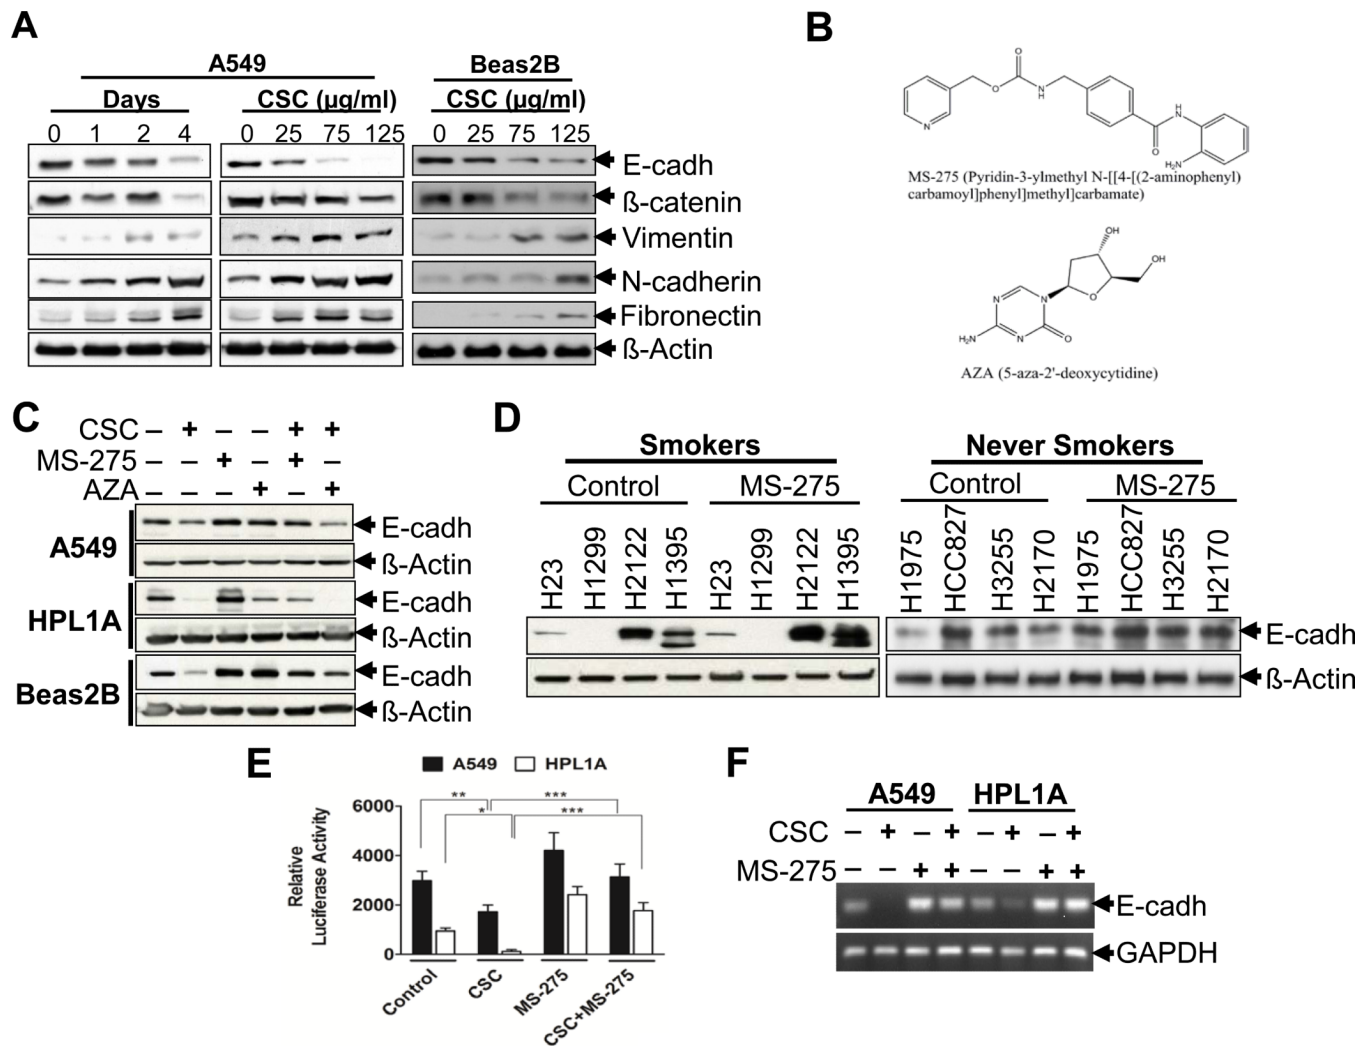 A
A549
Beas2B
Days
CSC (µg/ml)
CSC (µg/ml)
0 1 2 4
0 25 75 125
0 25 75 125
E-cadh
ß-catenin
Vimentin
N-cadherin
Fibronectin
ß-Actin
B
O
O
N
H
N
O
H
N
H₂N
MS-275 (Pyridin-3-ylmethyl N-[[4-[(2-aminophenyl)
carbamoyl]phenyl]methyl]carbamate)
OH
OH
O
N
N
H₂N
N
O
AZA (5-aza-2'-deoxycytidine)
C
CSC – + – – + +
MS-275 – – + – + –
AZA – – – + – +
A549
E-cadh
ß-Actin
HPL1A
E-cadh
ß-Actin
Beas2B
E-cadh
ß-Actin
D
Smokers
Never Smokers
Control
MS-275
Control
MS-275
H23
H1299
H2122
H1395
H23
H1299
H2122
H1395
H1975
HCC827
H3255
H2170
H1975
HCC827
H3255
H2170
E-cadh
ß-Actin
E
A549
HPL1A
Relative
Luciferase Activity
6000
4000
2000
0
** ***
* ***
Control
CSC
MS-275
CSC+MS-275
F
A549
HPL1A
CSC – + – + – + – +
MS-275 – – + + – – + +
E-cadh
GAPDH